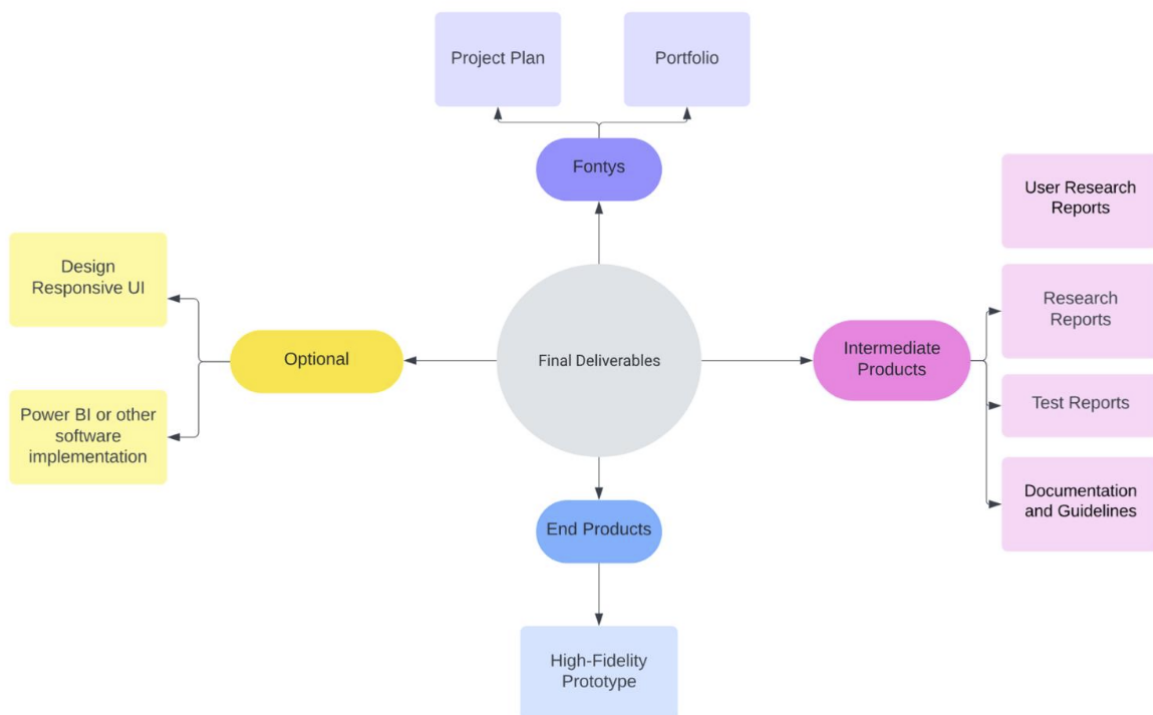 Project Plan
Portfolio
Fontys
User Research
Reports
Design
Responsive UI
Research
Reports
Optional
Final Deliverables
Intermediate
Products
Test Reports
Power BI or other
software
implementation
Documentation
and Guidelines
End Products
High-Fidelity
Prototype